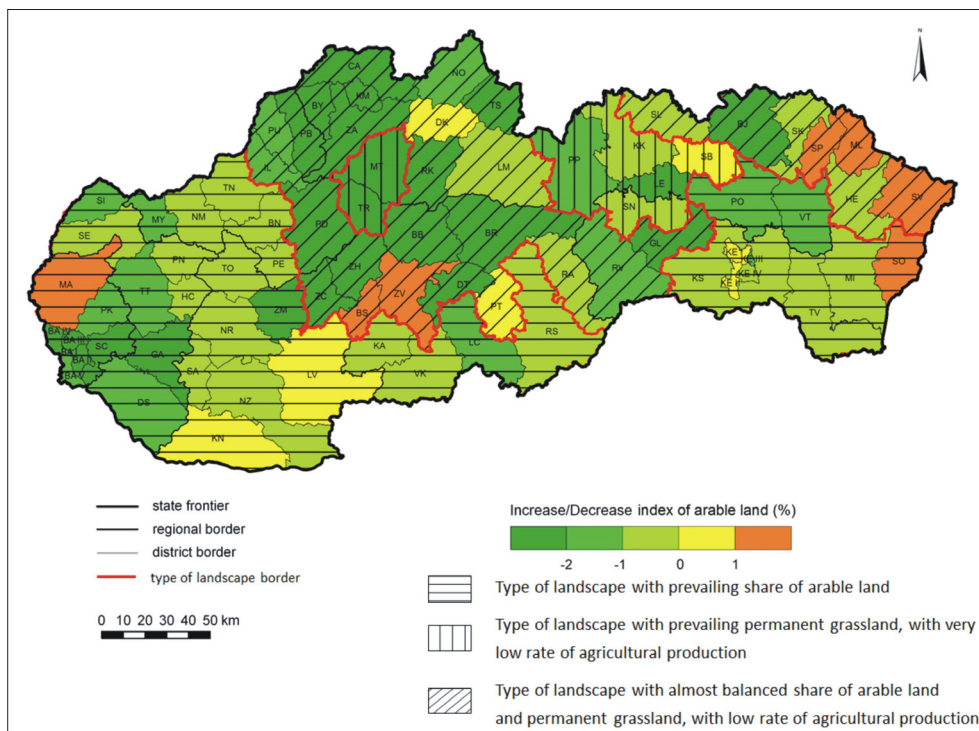 N
CA
NO
KM
BY
TS
PU
PB
ZA
DK
IL
MT
RK
LM
PP
KK
SL
SB
BJ
SK
SP
ML
TR
LE
SN
PO
VT
HE
SV
SI
MY
NM
TN
BN
PD
BB
BR
GL
SE
PN
TO
PE
ZH
ZV
DT
RA
RV
KS
MI
SO
MA
PK
TT
HC
ZC
BS
PT
ZM
NR
KA
LC
RS
TV
SC
GA
SA
LV
VK
DS
NZ
KN
state frontier
regional border
district border
type of landscape border
0 10 20 30 40 50 km
Increase/Decrease index of arable land (%)
-2 -1 0 1
Type of landscape with prevailing share of arable land
Type of landscape with prevailing permanent grassland, with very
low rate of agricultural production
Type of landscape with almost balanced share of arable land
and permanent grassland, with low rate of agricultural production